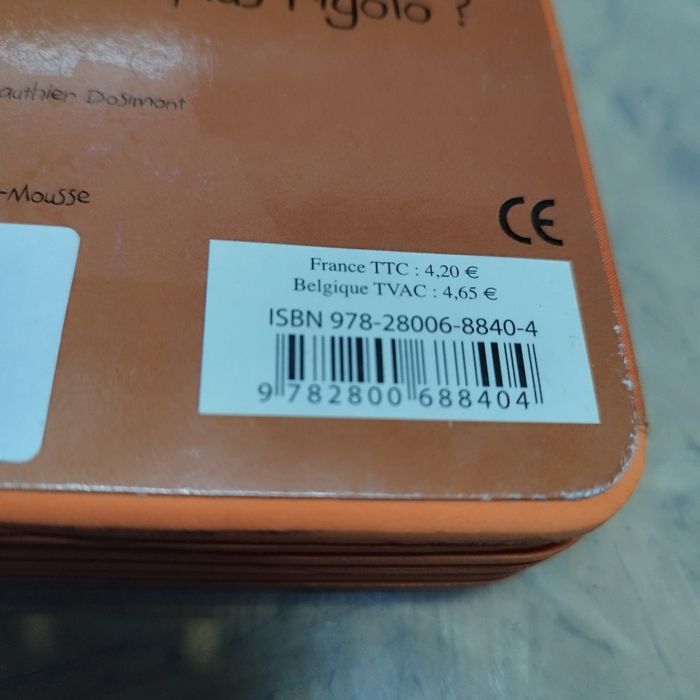 Rigolo ?
Gauthier Dosimont
-Mousse
CE
France TTC : 4,20 €
Belgique TVAC : 4,65 €
ISBN 978-28006-8840-4
9 782800 688404